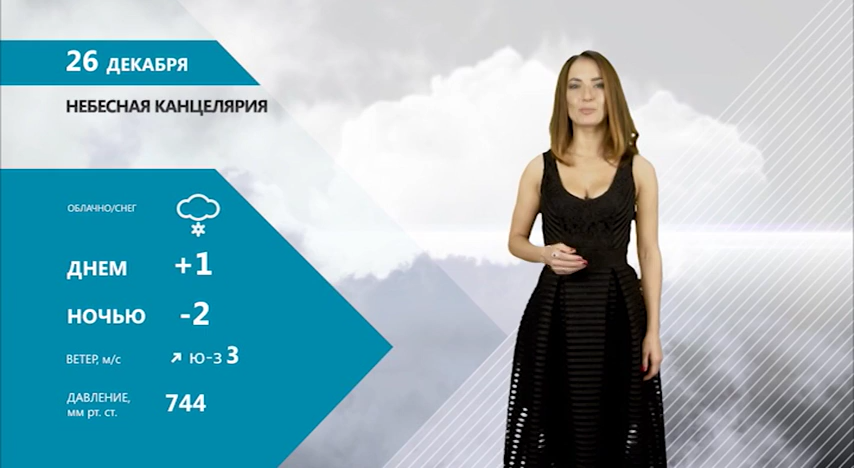 26 ДЕКАБРЯ
НЕБЕСНАЯ КАНЦЕЛЯРИЯ
ОБЛАЧНО/СНЕГ
ДНЕМ +1
НОЧЬЮ -2
ВЕТЕР, м/с Ю-З 3
ДАВЛЕНИЕ,
мм рт. ст. 744